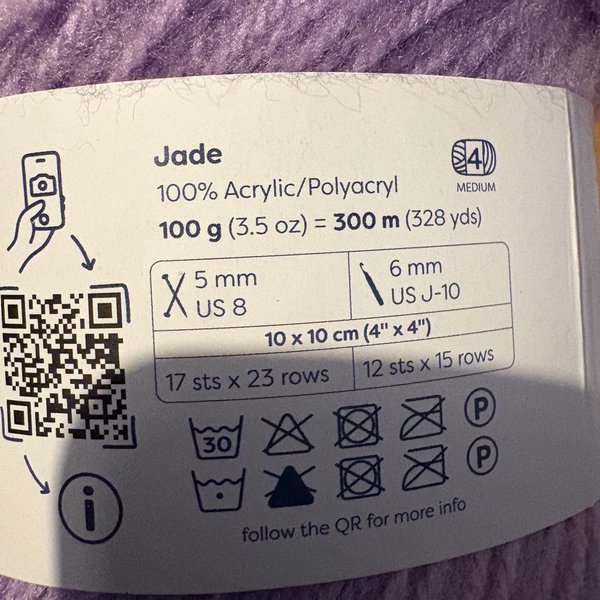 Jade
4
MEDIUM
100% Acrylic/Polyacryl
100 g (3.5 oz) = 300 m (328 yds)
5 mm
US 8
6 mm
US J-10
10 x 10 cm (4" x 4")
17 sts x 23 rows
12 sts x 15 rows
30
P
P
i
follow the QR for more info